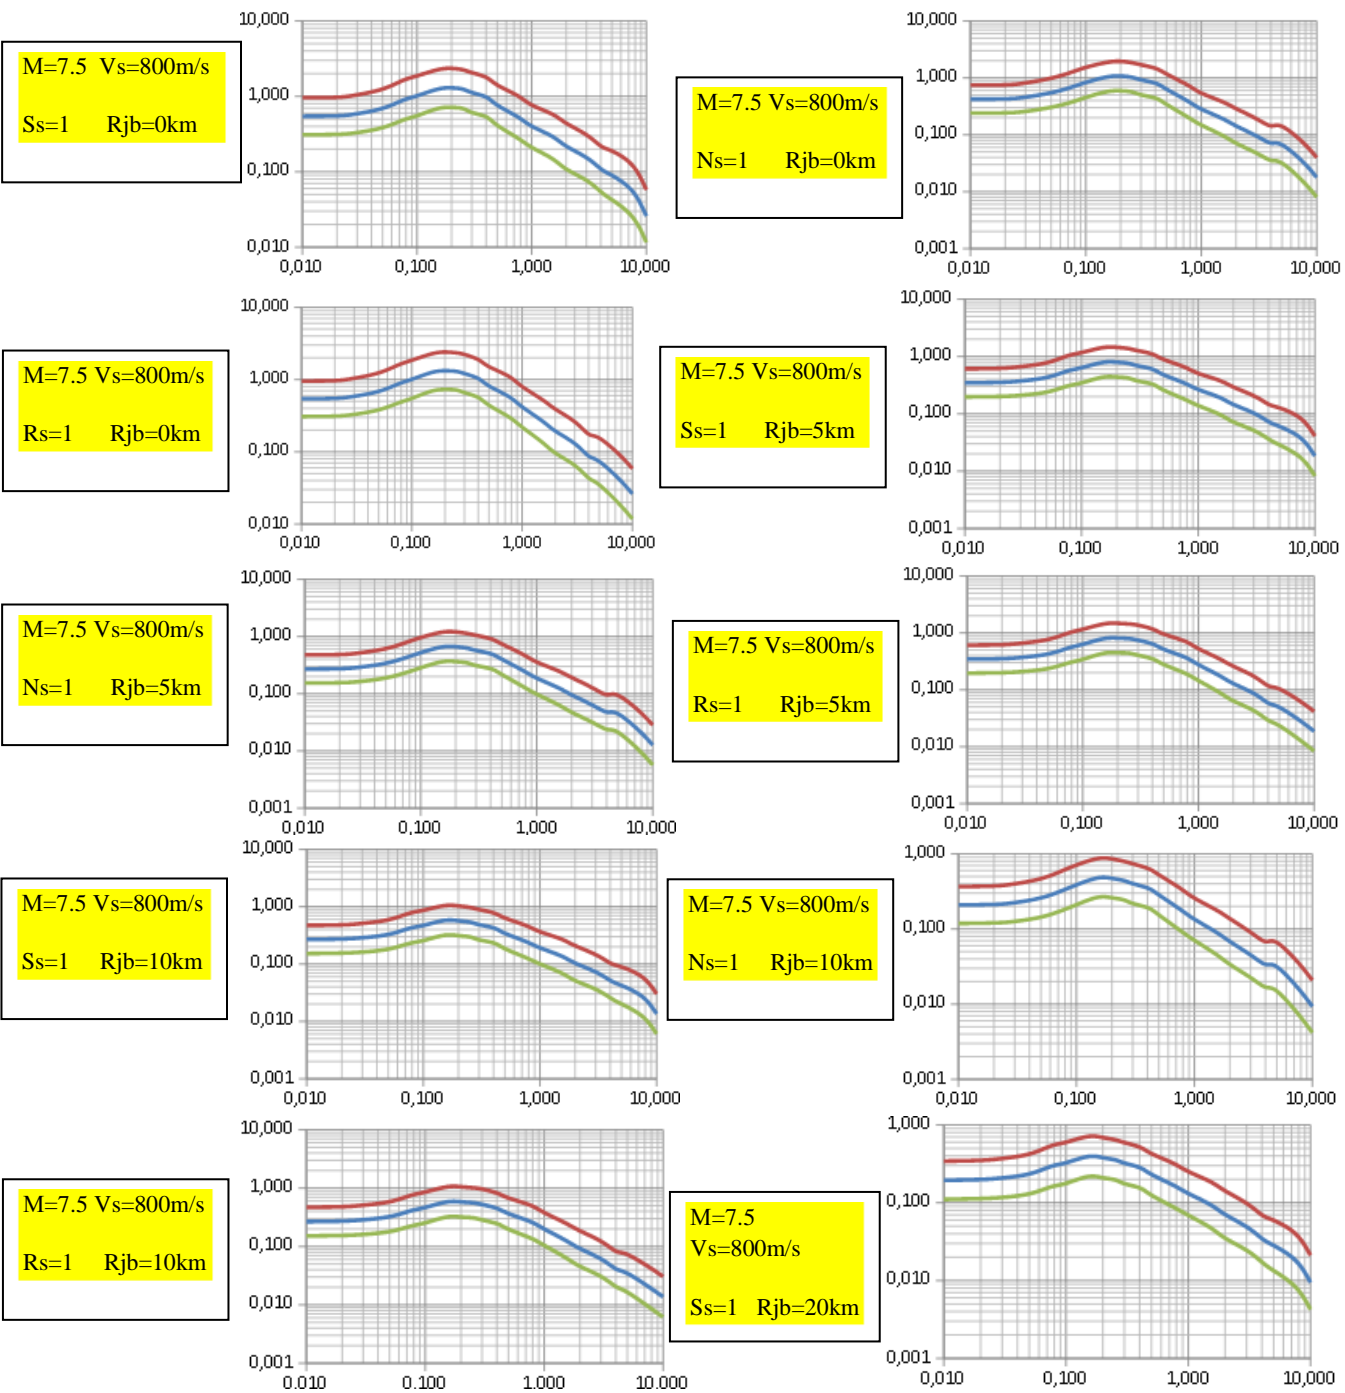 M=7.5 Vs=800m/s
Ss=1 Rjb=0km
10,000
1,000
0,100
0,010
0,010 0,100 1,000 10,000
M=7.5 Vs=800m/s
Ns=1 Rjb=0km
10,000
1,000
0,100
0,010
0,001
0,010 0,100 1,000 10,000
M=7.5 Vs=800m/s
Rs=1 Rjb=0km
10,000
1,000
0,100
0,010
0,010 0,100 1,000 10,000
M=7.5 Vs=800m/s
Ss=1 Rjb=5km
10,000
1,000
0,100
0,010
0,001
0,010 0,100 1,000 10,000
M=7.5 Vs=800m/s
Ns=1 Rjb=5km
10,000
1,000
0,100
0,010
0,001
0,010 0,100 1,000 10,000
M=7.5 Vs=800m/s
Rs=1 Rjb=5km
10,000
1,000
0,100
0,010
0,001
0,010 0,100 1,000 10,000
M=7.5 Vs=800m/s
Ss=1 Rjb=10km
10,000
1,000
0,100
0,010
0,001
0,010 0,100 1,000 10,000
M=7.5 Vs=800m/s
Ns=1 Rjb=10km
1,000
0,100
0,010
0,001
0,010 0,100 1,000 10,000
M=7.5 Vs=800m/s
Rs=1 Rjb=10km
10,000
1,000
0,100
0,010
0,001
0,010 0,100 1,000 10,000
M=7.5
Vs=800m/s
Ss=1 Rjb=20km
1,000
0,100
0,010
0,001
0,010 0,100 1,000 10,000